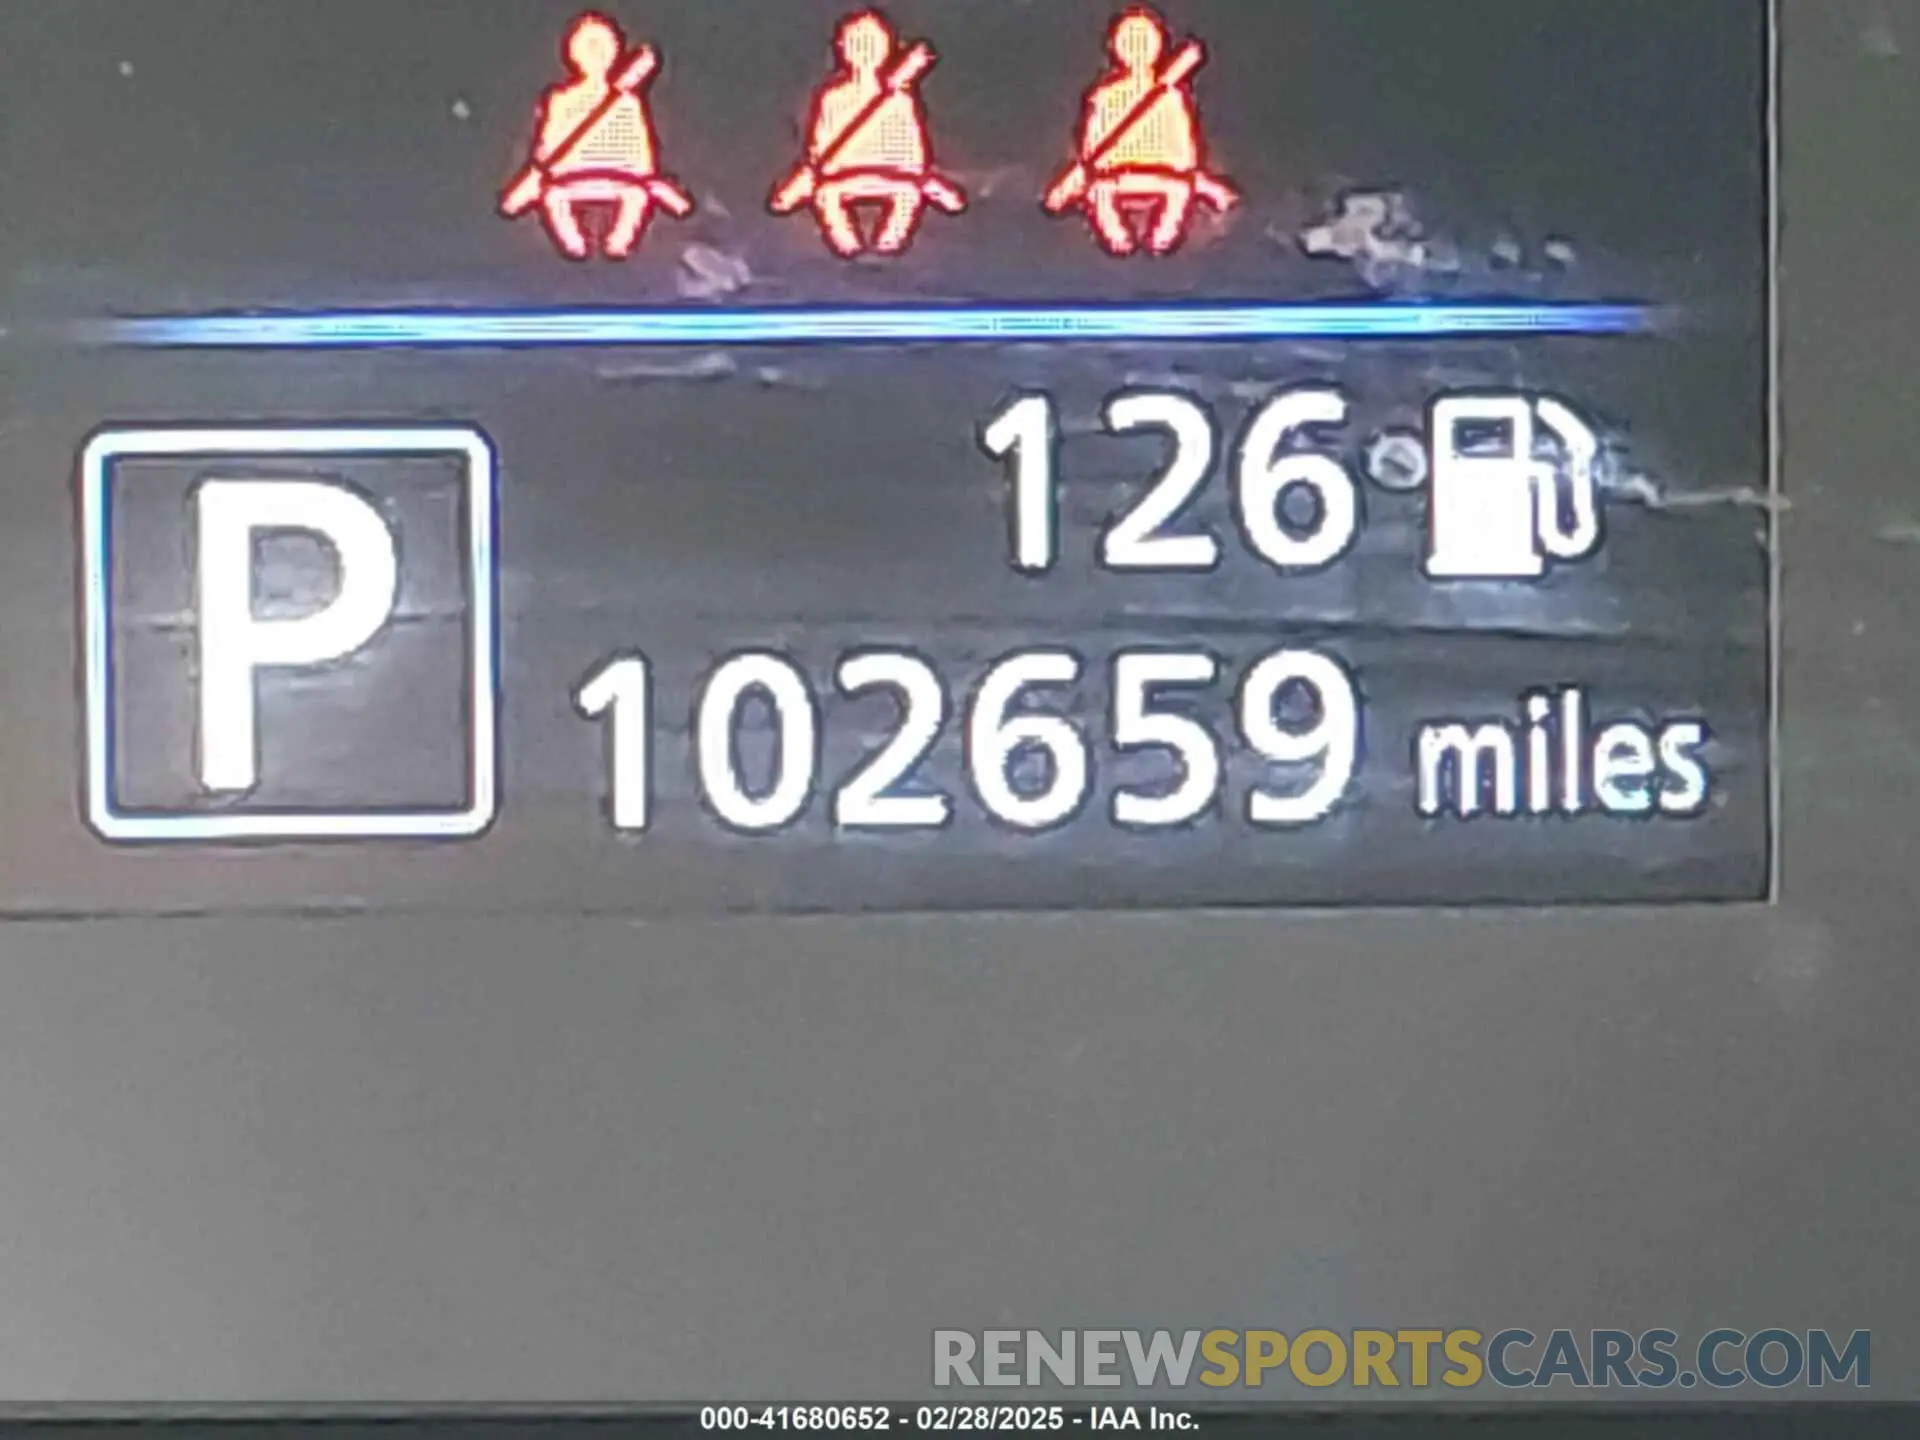 126
P
102659 miles
RENEWSPORTSCARS.COM
000-41680652 - 02/28/2025 - IAA Inc.